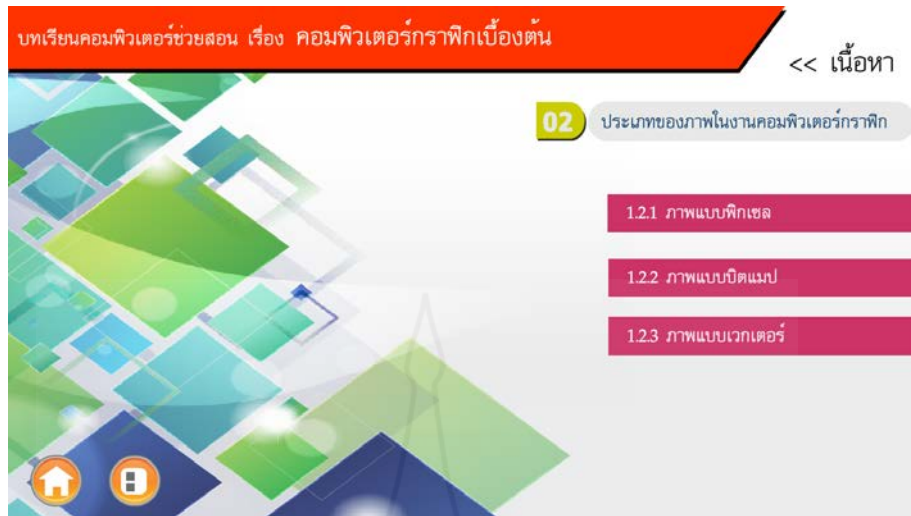 บทเรียนคอมพิวเตอร์ช่วยสอน เรื่อง คอมพิวเตอร์กราฟิกเบื้องต้น
<< เนื้อหา
02 ประเภทของภาพในงานคอมพิวเตอร์กราฟิก
1.2.1 ภาพแบบพิกเซล
1.2.2 ภาพแบบบิตแมป
1.2.3 ภาพแบบเวกเตอร์